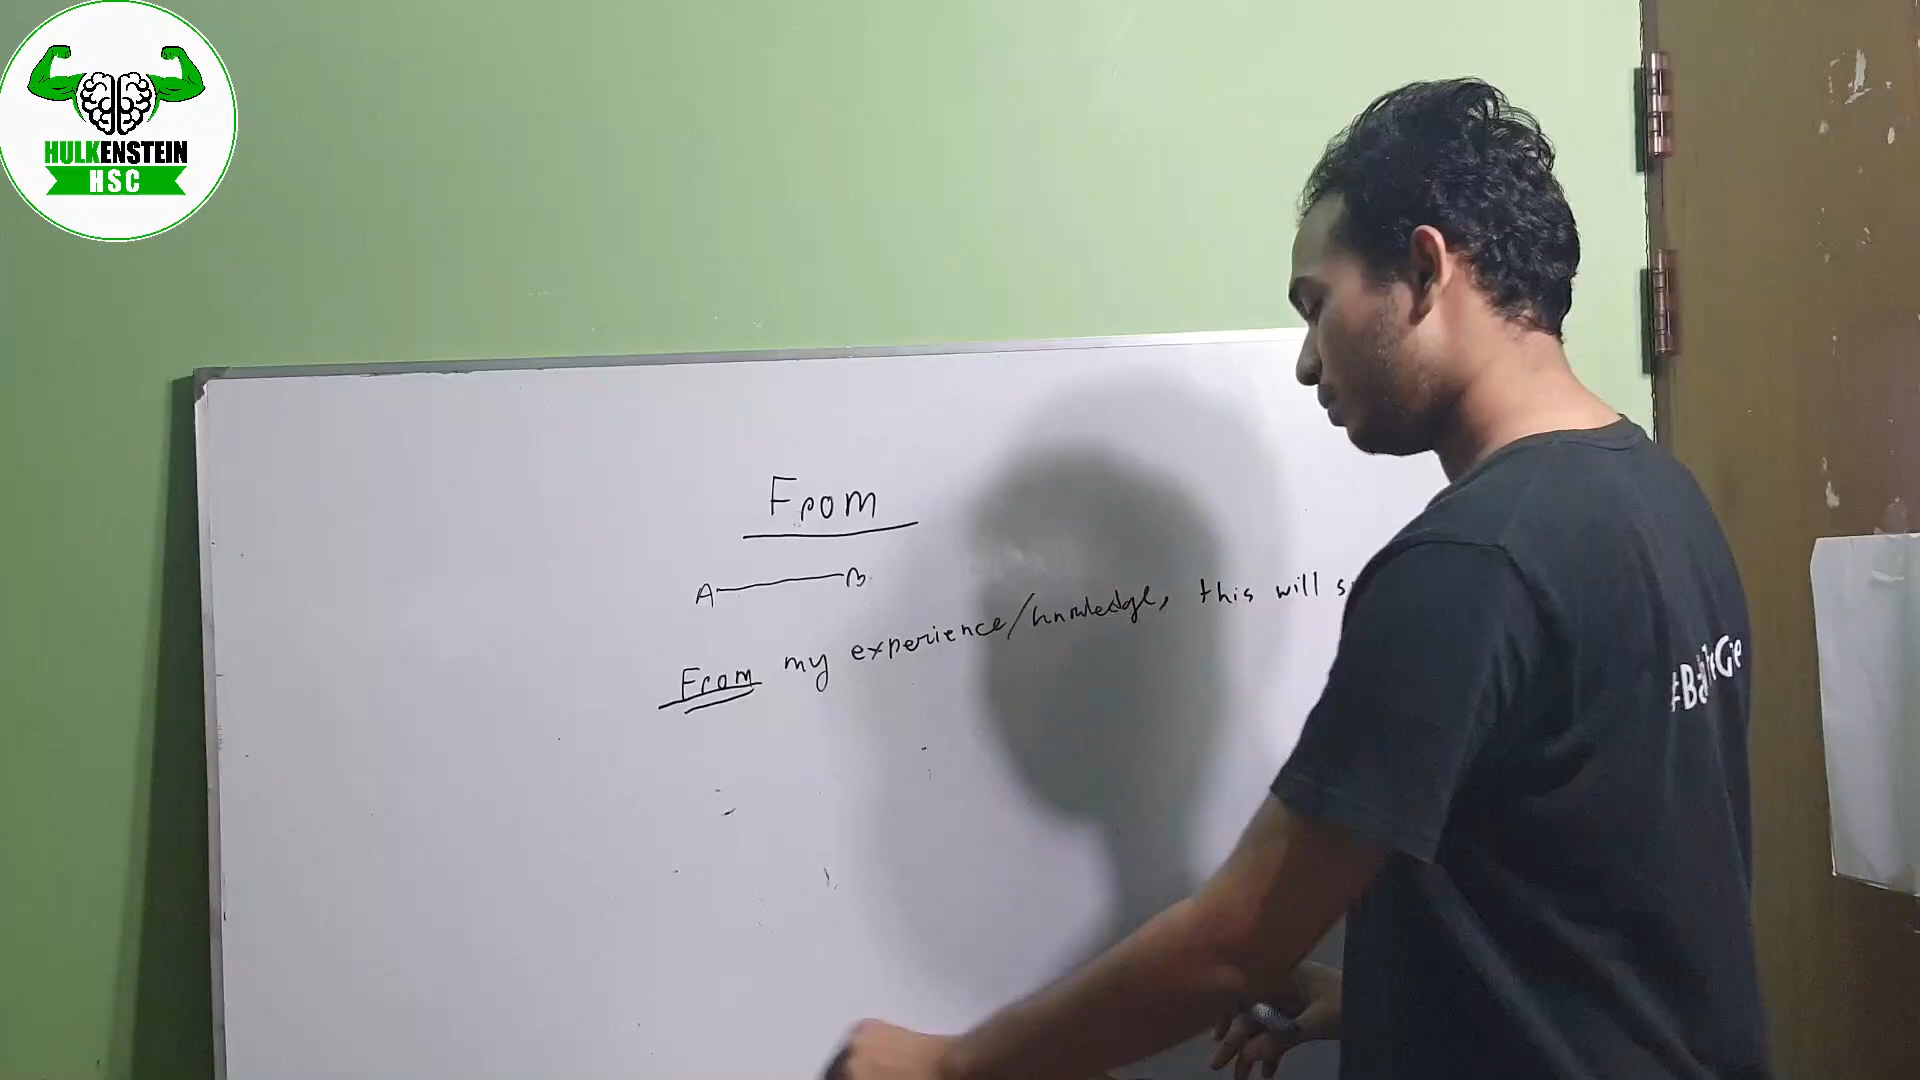 HULKENSTEIN
HSC
From
A B
From my experience/knowledge, this will